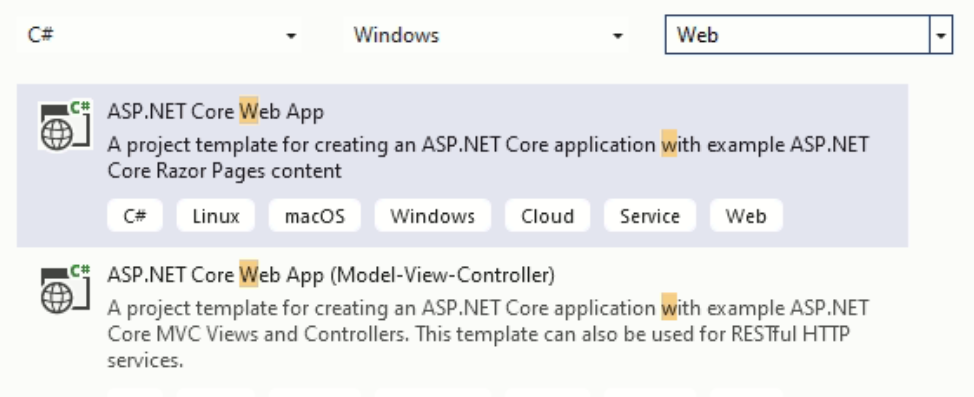 C# Windows Web
C#
ASP.NET Core Web App
A project template for creating an ASP.NET Core application with example ASP.NET
Core Razor Pages content
C# Linux macOS Windows Cloud Service Web
C#
ASP.NET Core Web App (Model-View-Controller)
A project template for creating an ASP.NET Core application with example ASP.NET
Core MVC Views and Controllers. This template can also be used for RESTful HTTP
services.